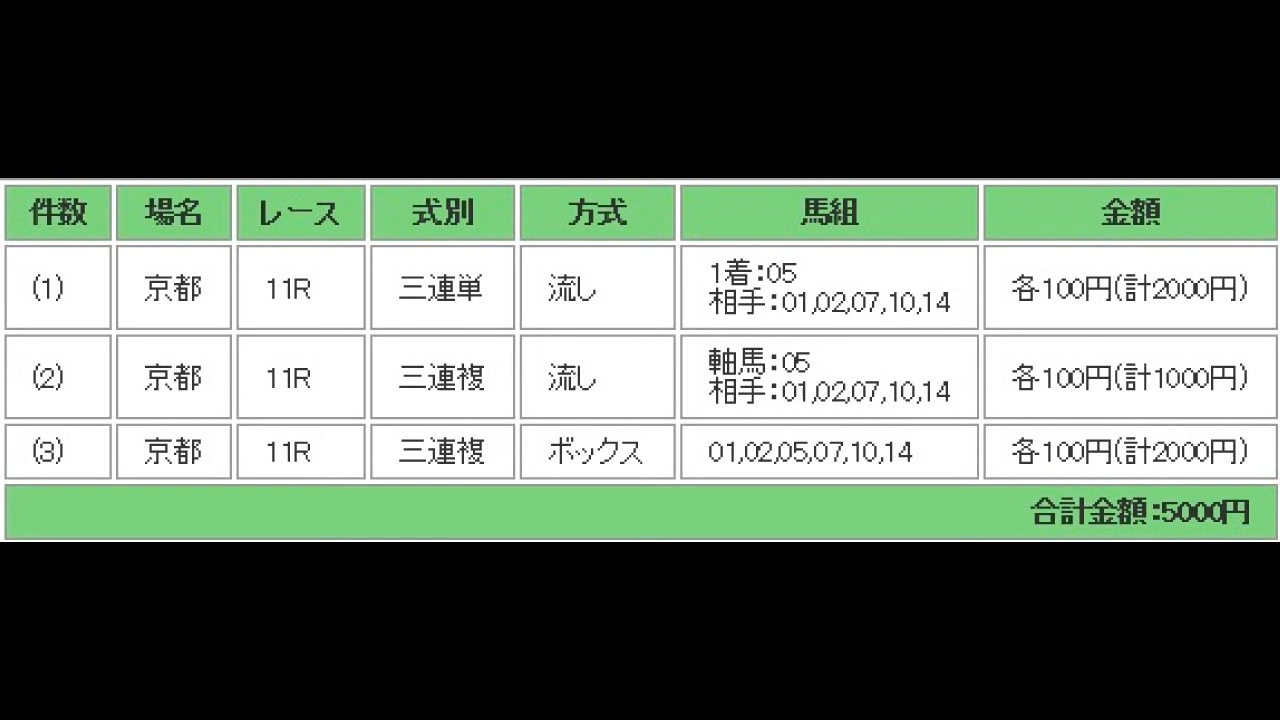 件数 場名 レース 式別 方式 馬組 金額
(1) 京都 11R 三連単 流し 1着:05 各100円(計2000円)
相手:01,02,07,10,14
(2) 京都 11R 三連複 流し 軸馬:05 各100円(計1000円)
相手:01,02,07,10,14
(3) 京都 11R 三連複 ボックス 01,02,05,07,10,14 各100円(計2000円)
合計金額:5000円